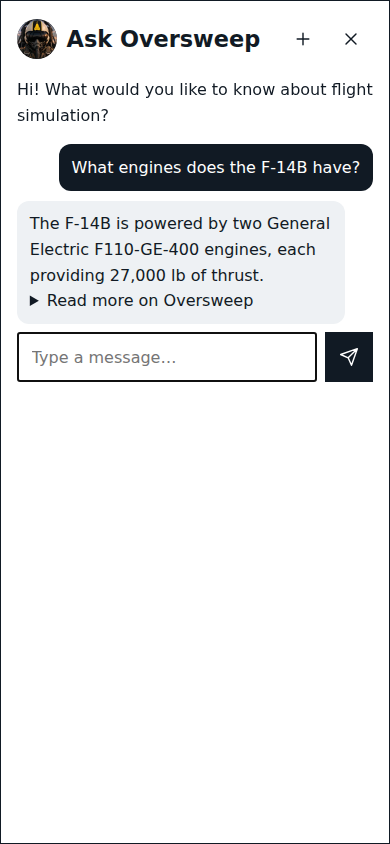 Ask Oversweep
Hi! What would you like to know about flight
simulation?
What engines does the F-14B have?
The F-14B is powered by two General
Electric F110-GE-400 engines, each
providing 27,000 lb of thrust.
Read more on Oversweep
Type a message...